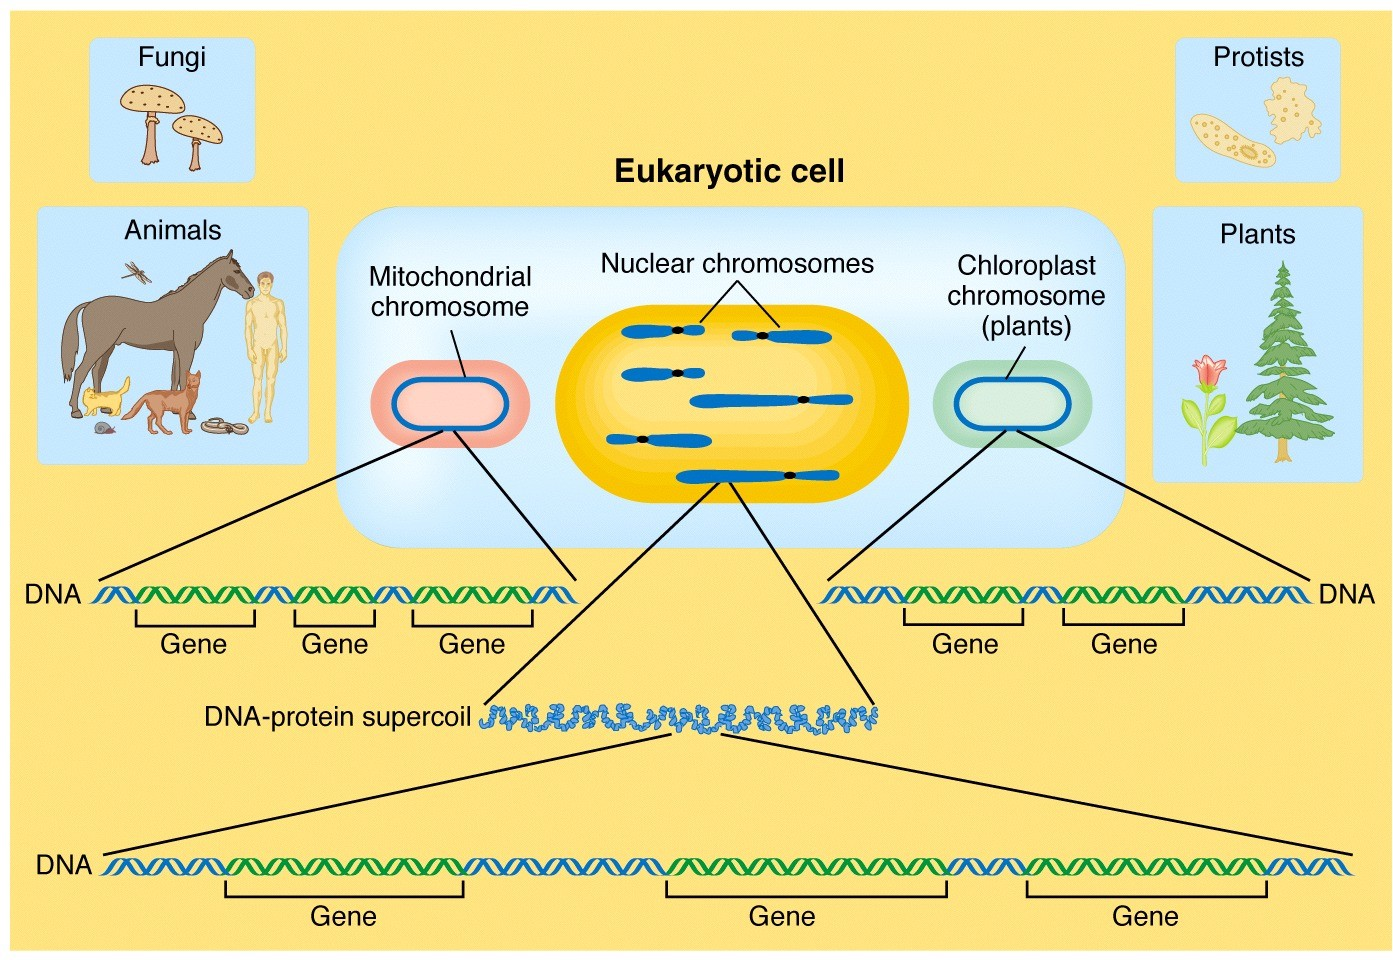 Fungi
Protists
Eukaryotic cell
Animals
Plants
Mitochondrial
chromosome
Nuclear chromosomes
Chloroplast
chromosome
(plants)
DNA
DNA
Gene
Gene
Gene
Gene
Gene
DNA-protein supercoil
DNA
Gene
Gene
Gene